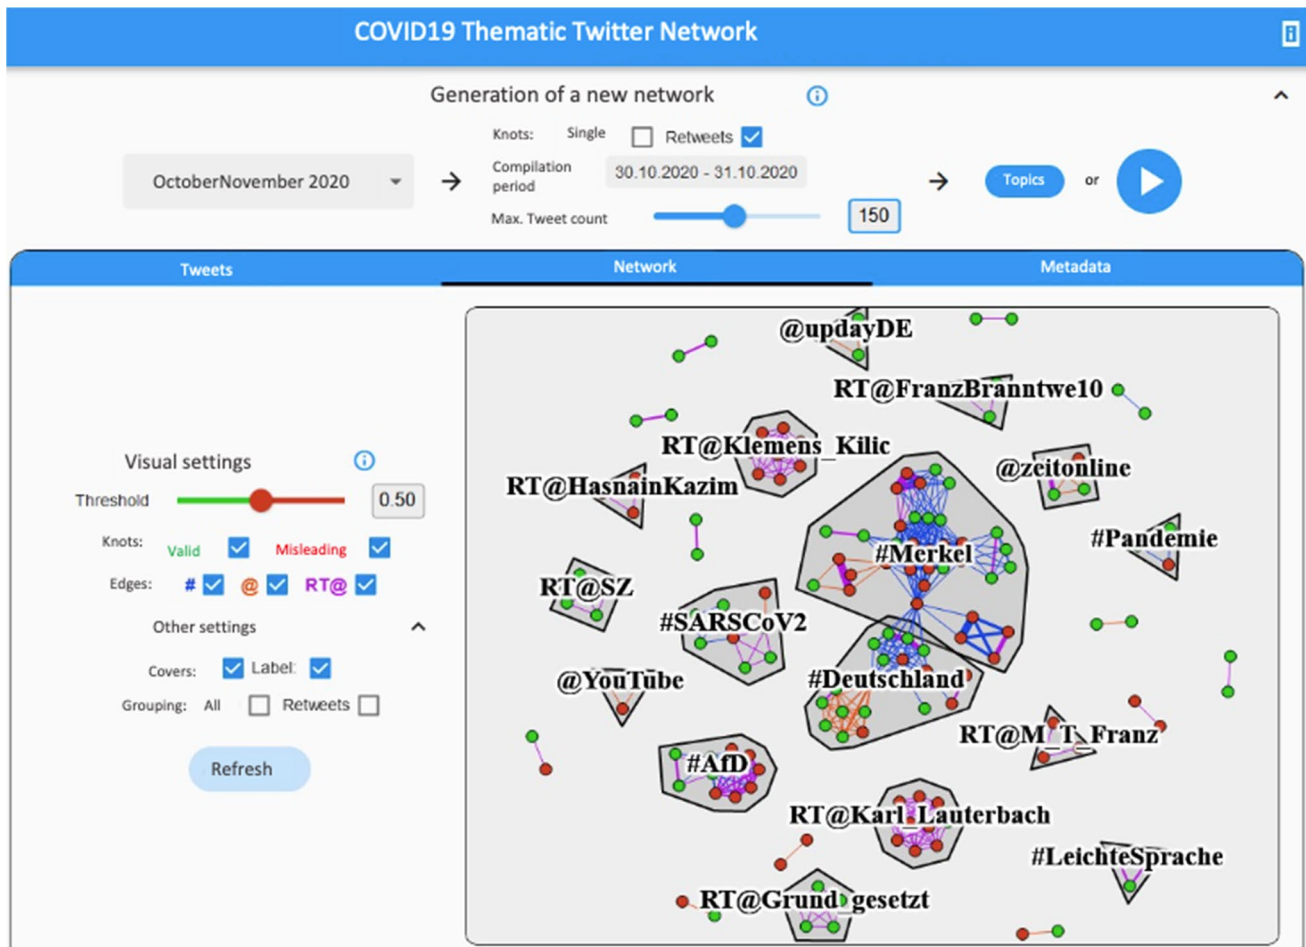 COVID19 Thematic Twitter Network
Generation of a new network
Knots: Single Retweets
OctoberNovember 2020
Compilation period
30.10.2020 - 31.10.2020
Max. Tweet count
150
Topics
or
Tweets
Network
Metadata
Visual settings
Threshold
0.50
Knots: Valid Misleading
Edges: # @ RT@
Other settings
Covers: Label:
Grouping: All Retweets
Refresh
@updayDE
RT@FranzBranntwe10
RT@Klemens_Kilic
@zeitonline
RT@HasnainKazim
#Pandemie
#Merkel
RT@SZ
#SARSCoV2
@YouTube
#Deutschland
RT@M_T_Franz
#AfD
RT@Karl_Lauterbach
#LeichteSprache
RT@Grund_gesetzt